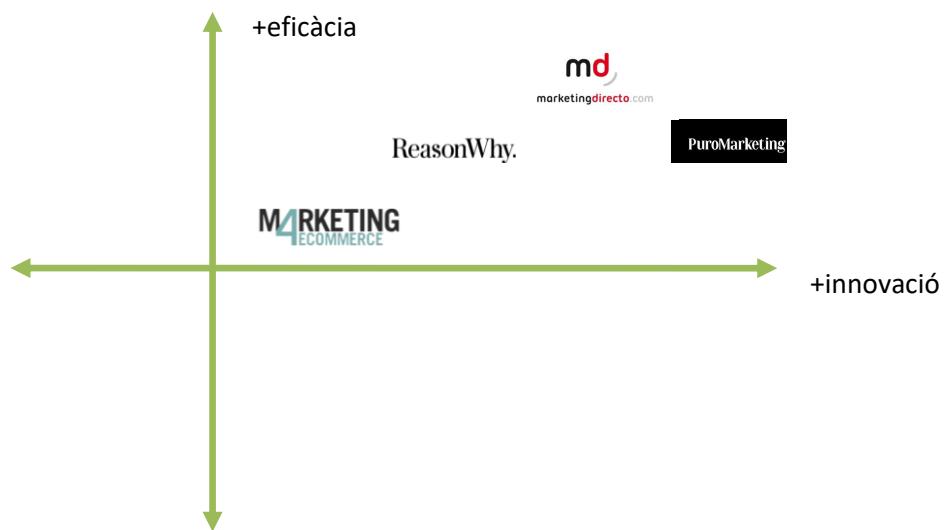 +eficàcia
md
marketingdirecto.com
ReasonWhy.
PuroMarketing
M4RKETING
ECOMMERCE
+innovació